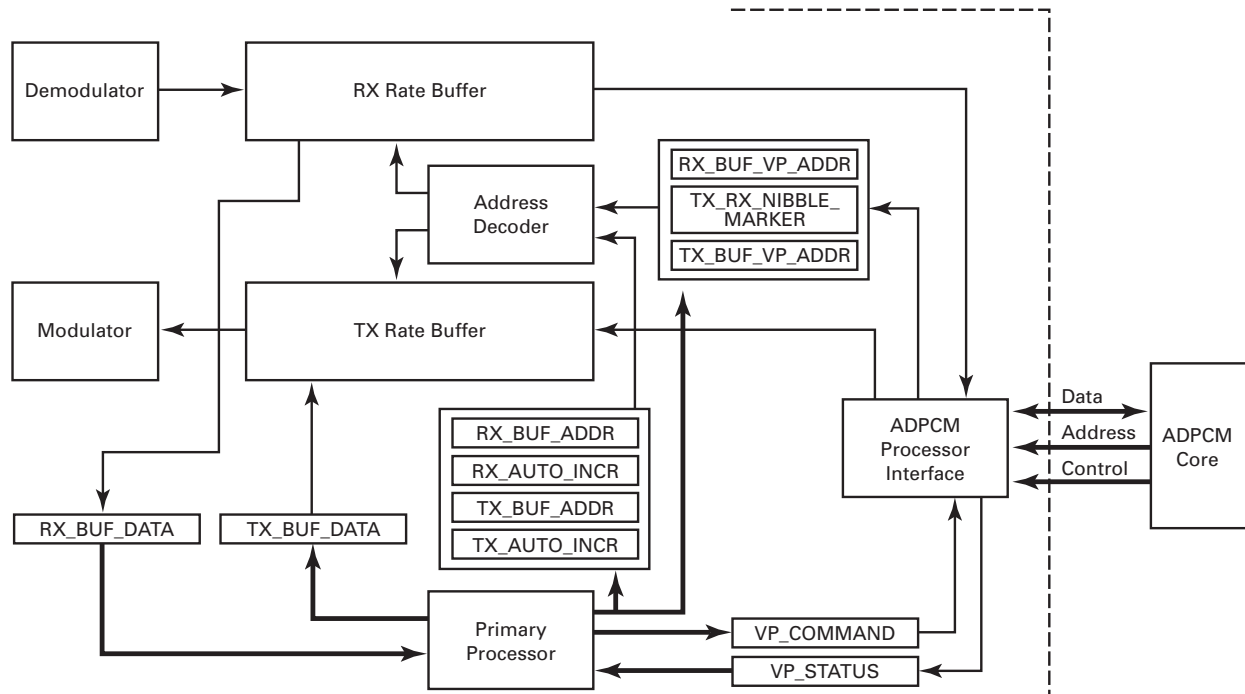 Demodulator
RX Rate Buffer
RX_BUF_VP_ADDR
TX_RX_NIBBLE_
MARKER
TX_BUF_VP_ADDR
Address
Decoder
Modulator
TX Rate Buffer
RX_BUF_ADDR
RX_AUTO_INCR
TX_BUF_ADDR
TX_AUTO_INCR
ADPCM
Processor
Interface
Data
Address
Control
ADPCM
Core
RX_BUF_DATA
TX_BUF_DATA
Primary
Processor
VP_COMMAND
VP_STATUS